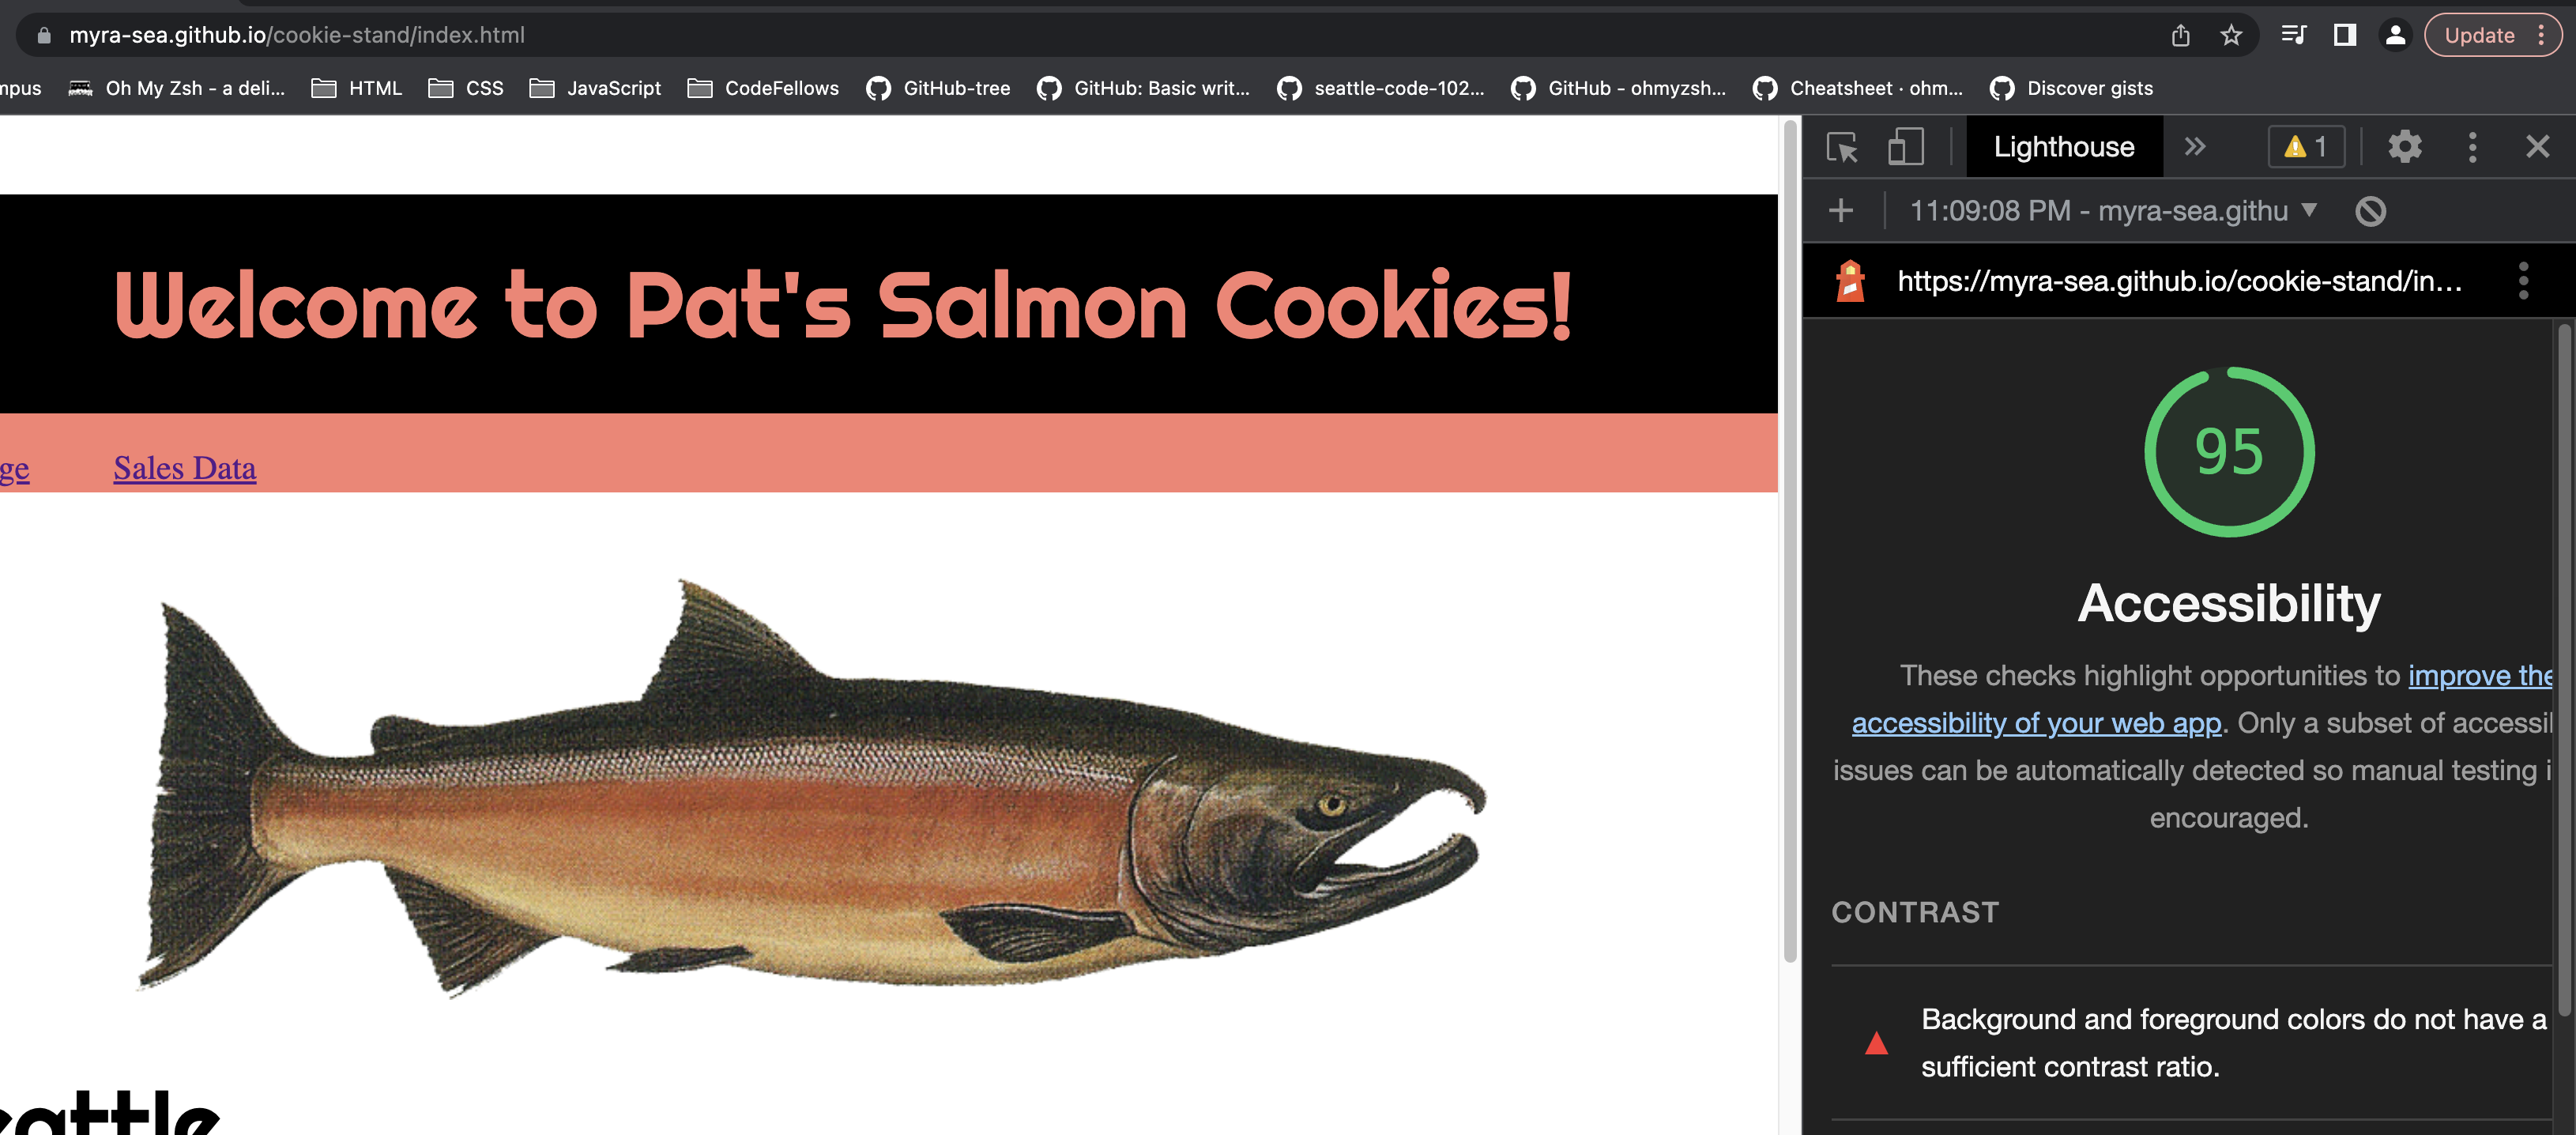 myra-sea.github.io/cookie-stand/index.html
Update
mpus Oh My Zsh - a deli... HTML CSS JavaScript CodeFellows GitHub-tree GitHub: Basic writ... seattle-code-102... GitHub - ohmyzsh... Cheatsheet · ohm... Discover gists
Welcome to Pat's Salmon Cookies!
ge Sales Data
eattle
Lighthouse
1
11:09:08 PM - myra-sea.githu
https://myra-sea.github.io/cookie-stand/in...
95
Accessibility
These checks highlight opportunities to improve the
accessibility of your web app. Only a subset of accessil
issues can be automatically detected so manual testing i
encouraged.
CONTRAST
Background and foreground colors do not have a
sufficient contrast ratio.